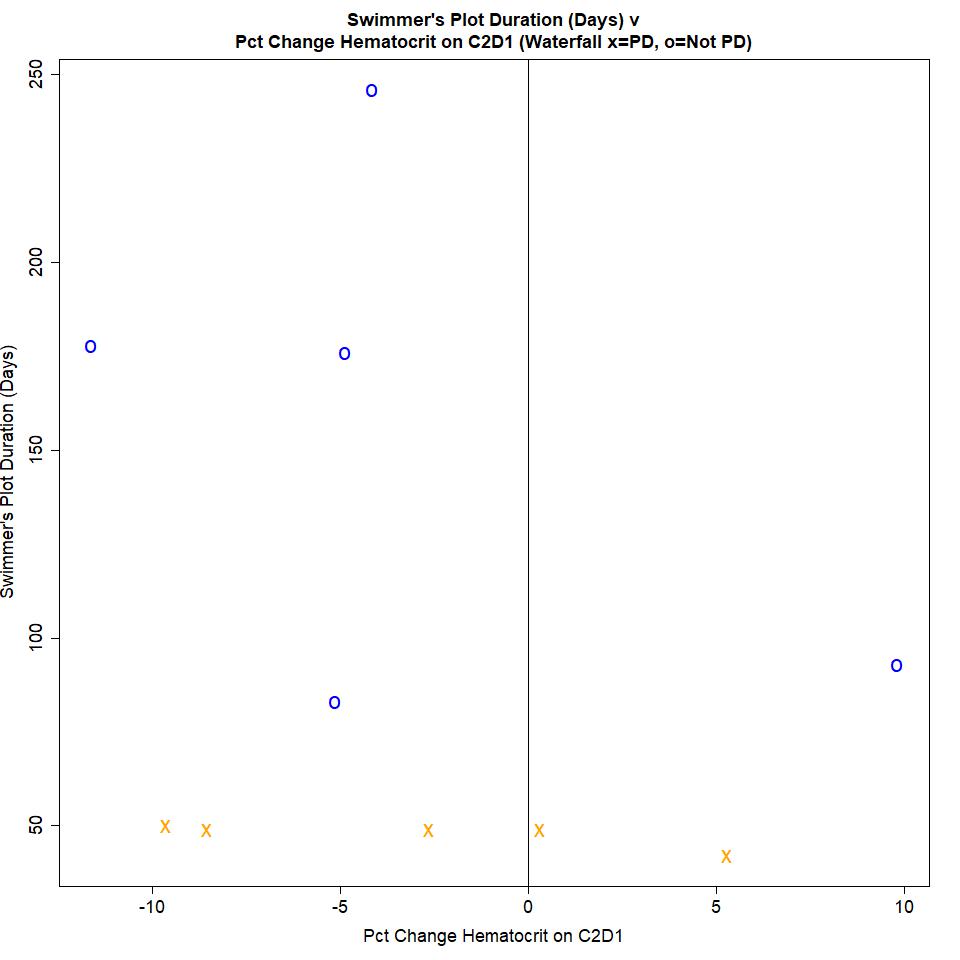 Swimmer's Plot Duration (Days) v
Pct Change Hematocrit on C2D1 (Waterfall x=PD, o=Not PD)
Swimmer's Plot Duration (Days)
250
200
150
100
50
O
O
O
O
O
X
X
X
X
X
-10
-5
0
5
10
Pct Change Hematocrit on C2D1